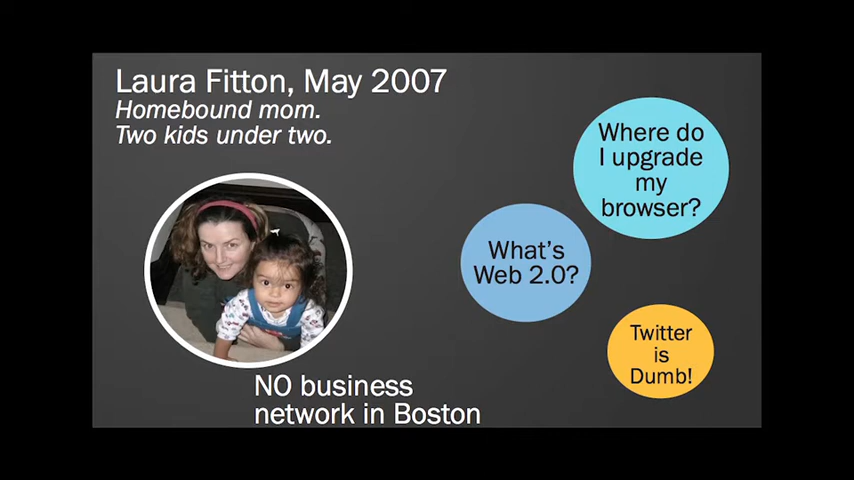 Laura Fitton, May 2007
Homebound mom.
Two kids under two.
Where do
I upgrade
my
browser?
What's
Web 2.0?
Twitter
is
Dumb!
NO business
network in Boston